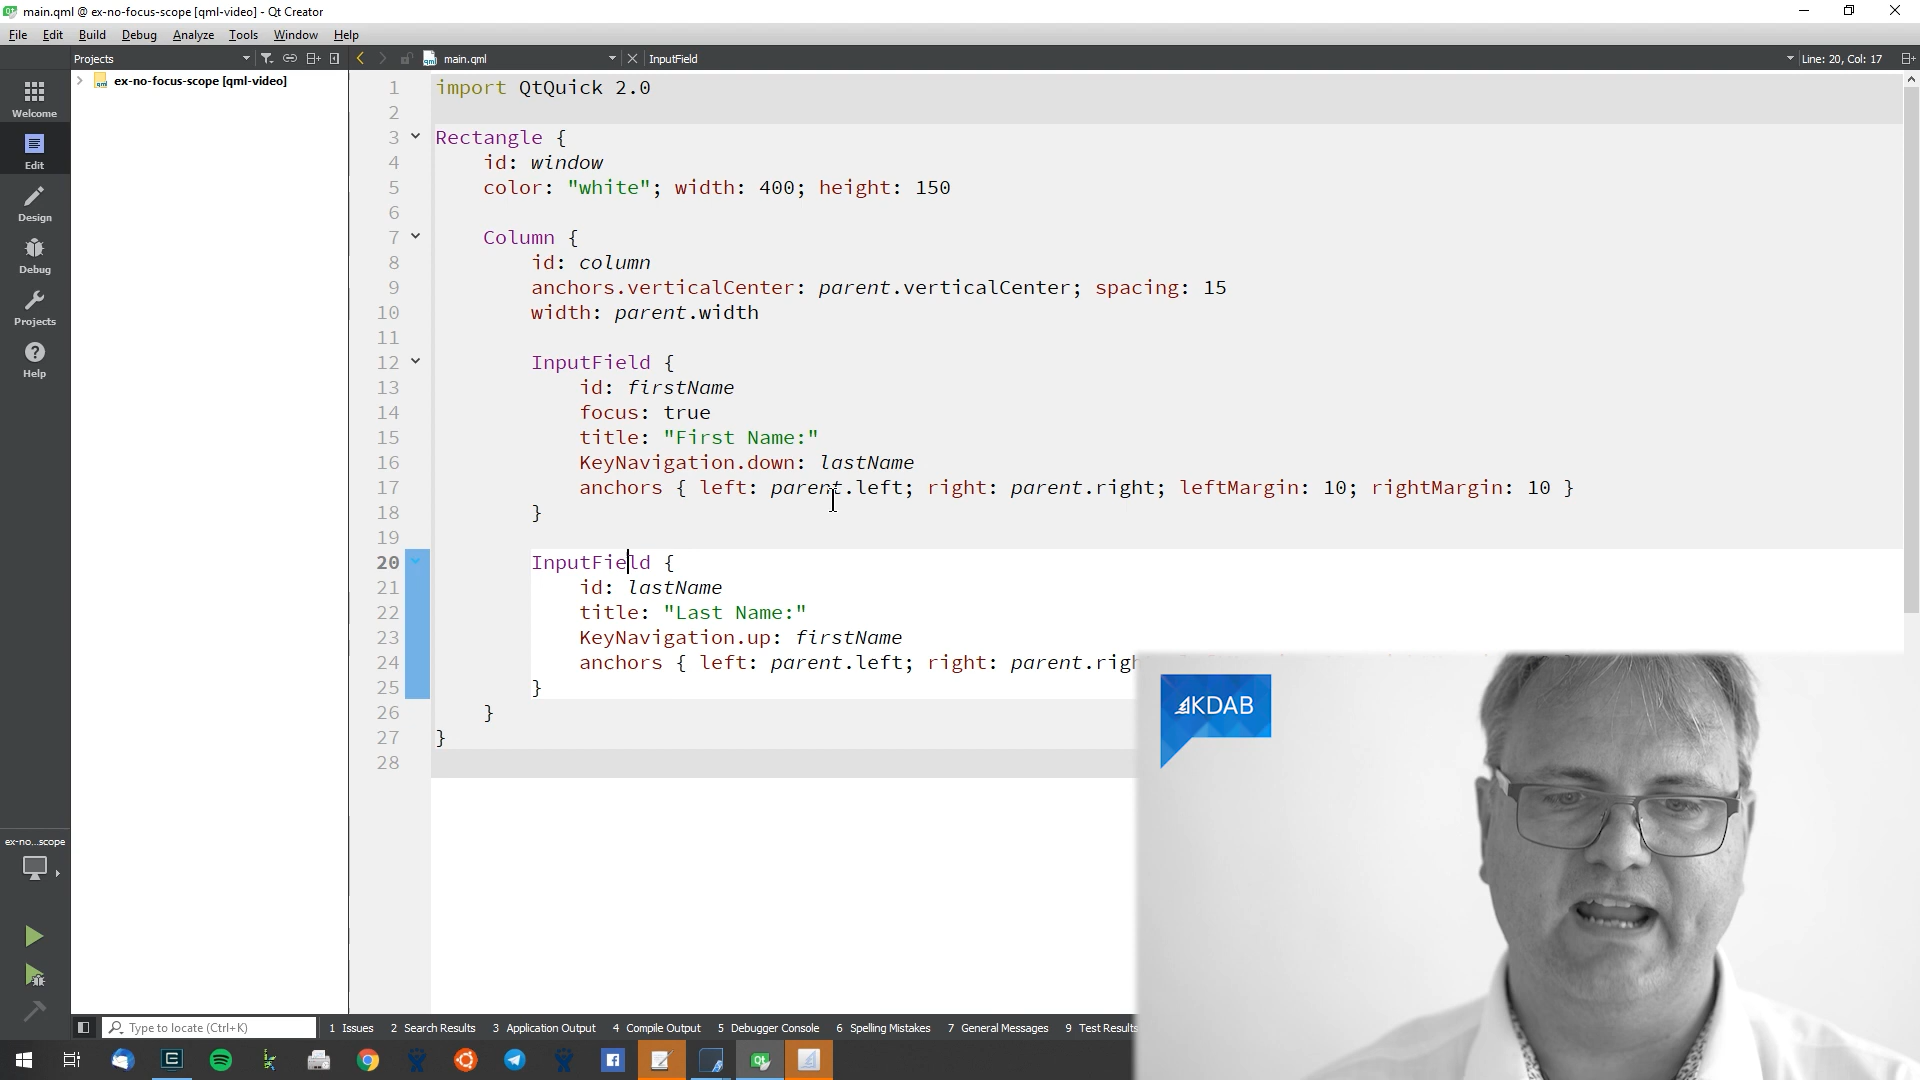 main.qml @ ex-no-focus-scope [qml-video] - Qt Creator
File Edit Build Debug Analyze Tools Window Help
Projects main.qml InputField Line: 20, Col: 17
ex-no-focus-scope [qml-video]
Welcome
Edit
Design
Debug
Projects
Help
1 import QtQuick 2.0
2
3 Rectangle {
4 id: window
5 color: "white"; width: 400; height: 150
6
7 Column {
8 id: column
9 anchors.verticalCenter: parent.verticalCenter; spacing: 15
10 width: parent.width
11
12 InputField {
13 id: firstName
14 focus: true
15 title: "First Name:"
16 KeyNavigation.down: lastName
17 anchors { left: parent.left; right: parent.right; leftMargin: 10; rightMargin: 10 }
18 }
19
20 InputField {
21 id: lastName
22 title: "Last Name:"
23 KeyNavigation.up: firstName
24 anchors { left: parent.left; right: parent.righ
25 }
26 }
27 }
28
KDAB
ex-no...scope
Type to locate (Ctrl+K) 1 Issues 2 Search Results 3 Application Output 4 Compile Output 5 Debugger Console 6 Spelling Mistakes 7 General Messages 9 Test Results